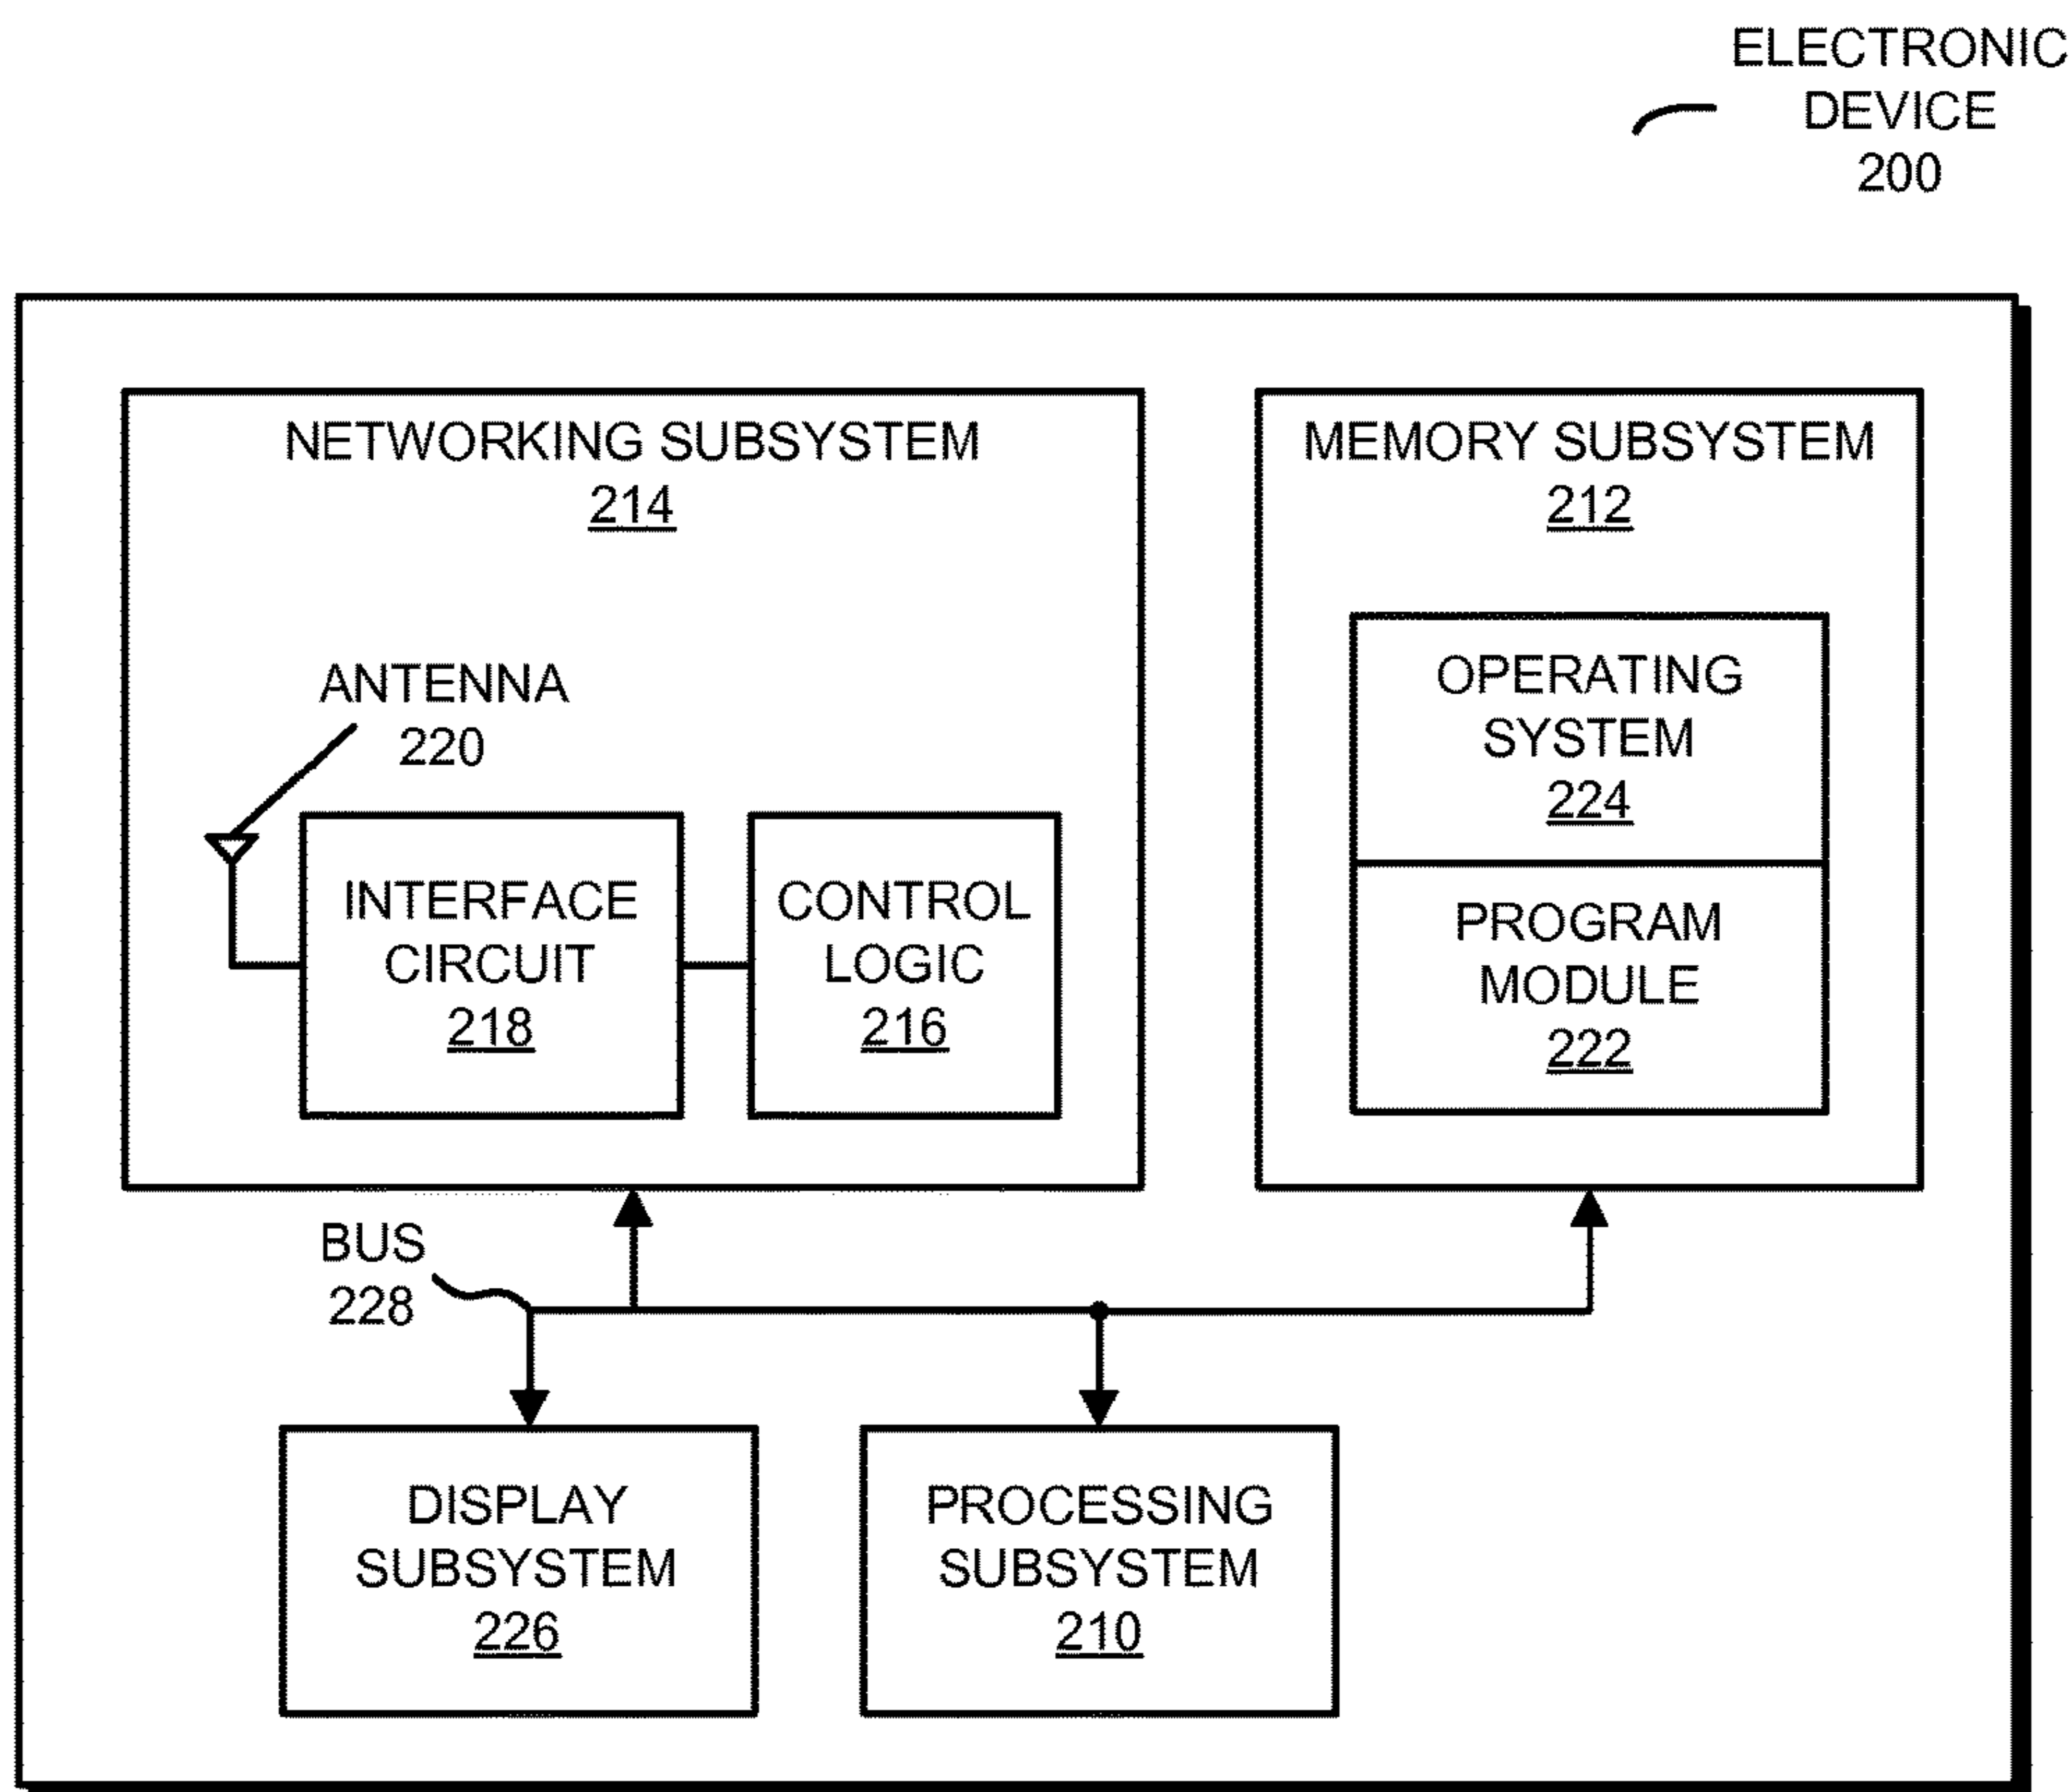 ELECTRONIC
DEVICE
200
NETWORKING SUBSYSTEM
214
MEMORY SUBSYSTEM
212
ANTENNA
220
INTERFACE
CIRCUIT
218
CONTROL
LOGIC
216
OPERATING
SYSTEM
224
PROGRAM
MODULE
222
BUS
228
DISPLAY
SUBSYSTEM
226
PROCESSING
SUBSYSTEM
210